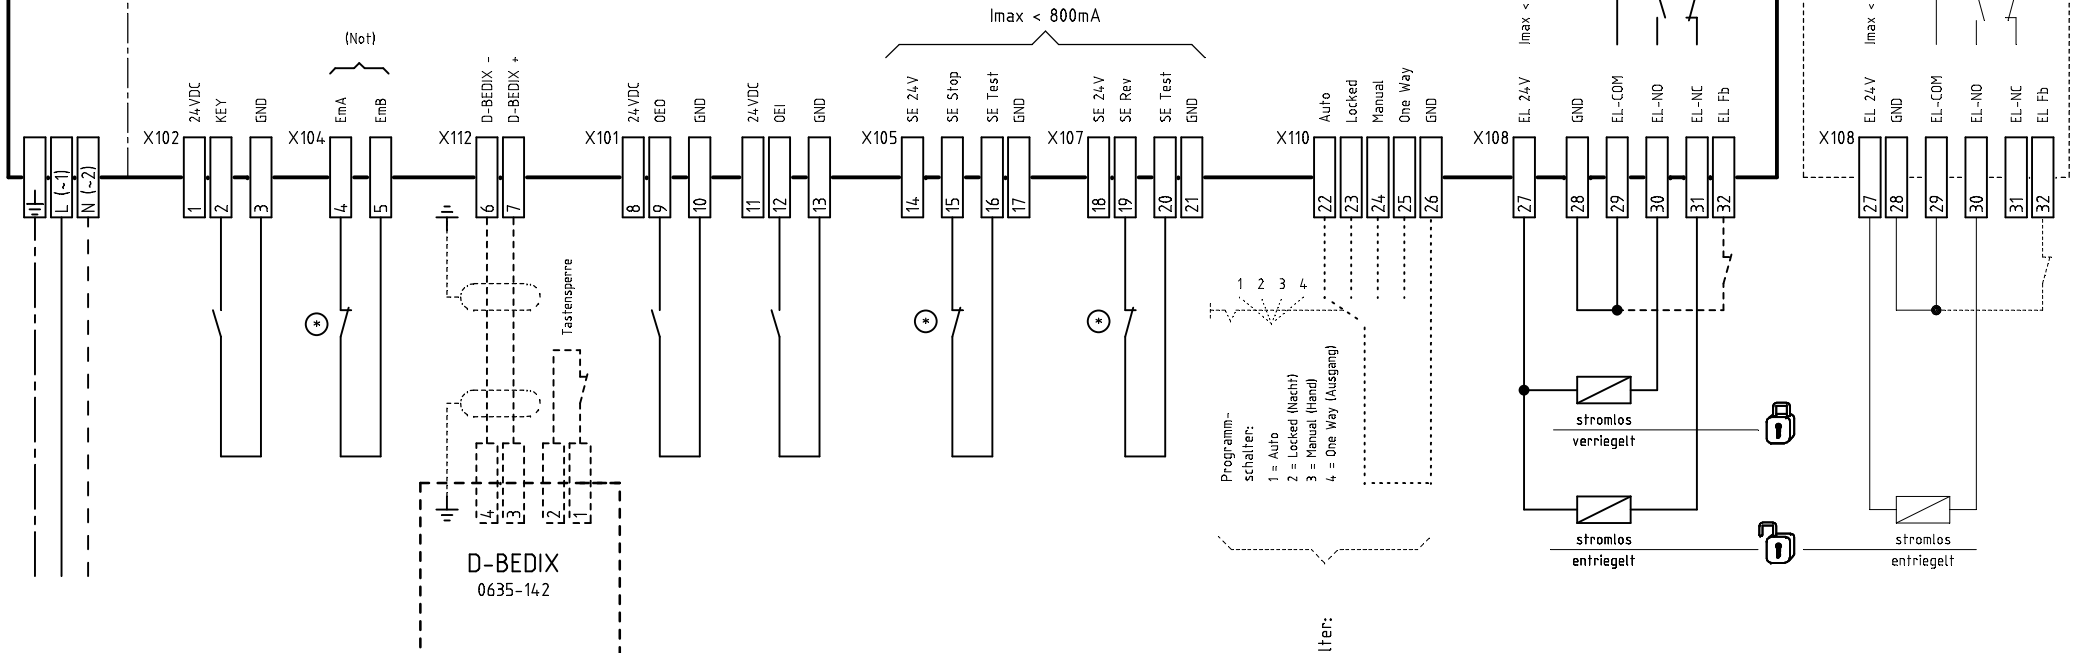 Imax < 800mA
Imax <
Imax <
(Not)
24VDC
KEY
GND
EmA
EmB
D-BEDIX -
D-BEDIX +
24VDC
OEO
GND
24VDC
OEI
GND
SE 24V
SE Stop
SE Test
GND
SE 24V
SE Rev
SE Test
GND
Auto
Locked
Manual
One Way
GND
EL 24V
GND
EL-COM
EL-NO
EL-NC
EL Fb
EL 24V
GND
EL-COM
EL-NO
EL-NC
EL Fb
X102
X104
X112
X101
X105
X107
X110
X108
X108
L (~1)
N (~2)
1
2
3
4
5
6
7
8
9
10
11
12
13
14
15
16
17
18
19
20
21
22
23
24
25
26
27
28
29
30
31
32
27
28
29
30
31
32
Tastensperre
1 2 3 4
*
*
*
Programm-
schalter:
1 = Auto
2 = Locked (Nacht)
3 = Manual (Hand)
4 = One Way (Ausgang)
stromlos
verriegelt
4
3
2
1
D-BEDIX
0635-142
stromlos
entriegelt
stromlos
entriegelt
lter: